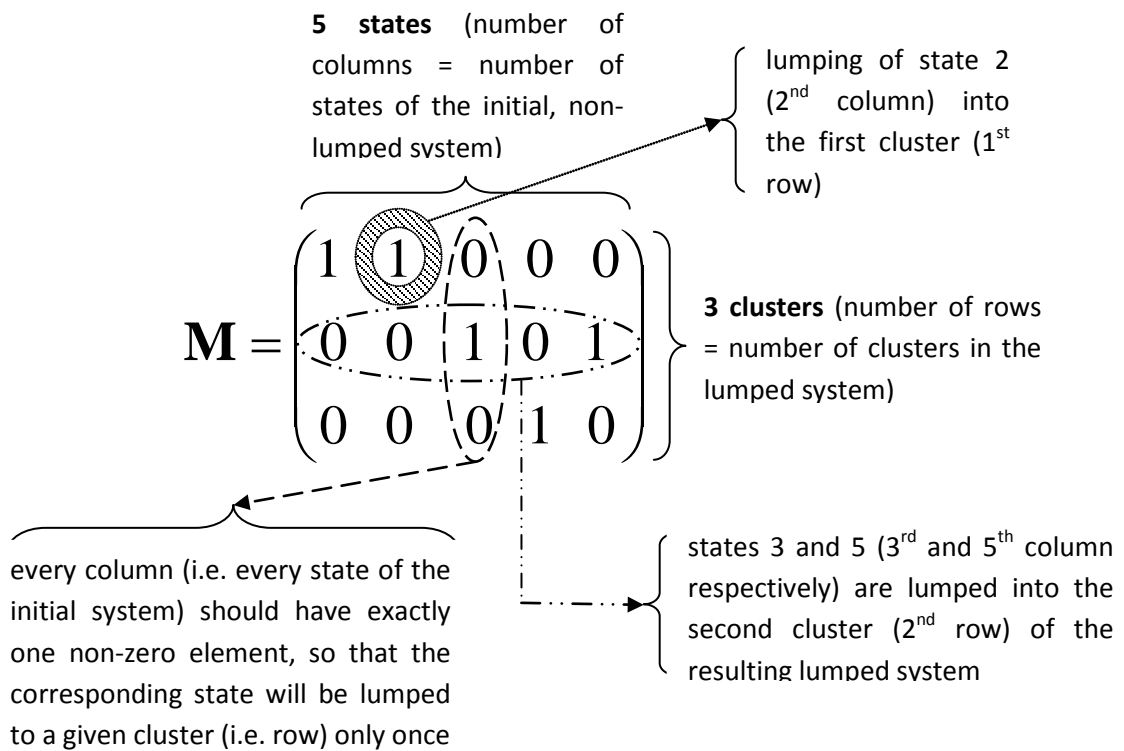 5 states (number of
columns = number of
states of the initial, non-
lumped system)
lumping of state 2
(2nd column) into
the first cluster (1st
row)
M =
1 1 0 0 0
0 0 1 0 1
0 0 0 1 0
3 clusters (number of rows
= number of clusters in the
lumped system)
every column (i.e. every state of the
initial system) should have exactly
one non-zero element, so that the
corresponding state will be lumped
to a given cluster (i.e. row) only once
states 3 and 5 (3rd and 5th column
respectively) are lumped into the
second cluster (2nd row) of the
resulting lumped system